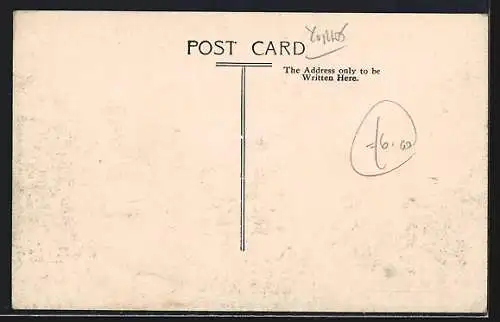 POST CARD
The Address only to be
Written Here.
6.00